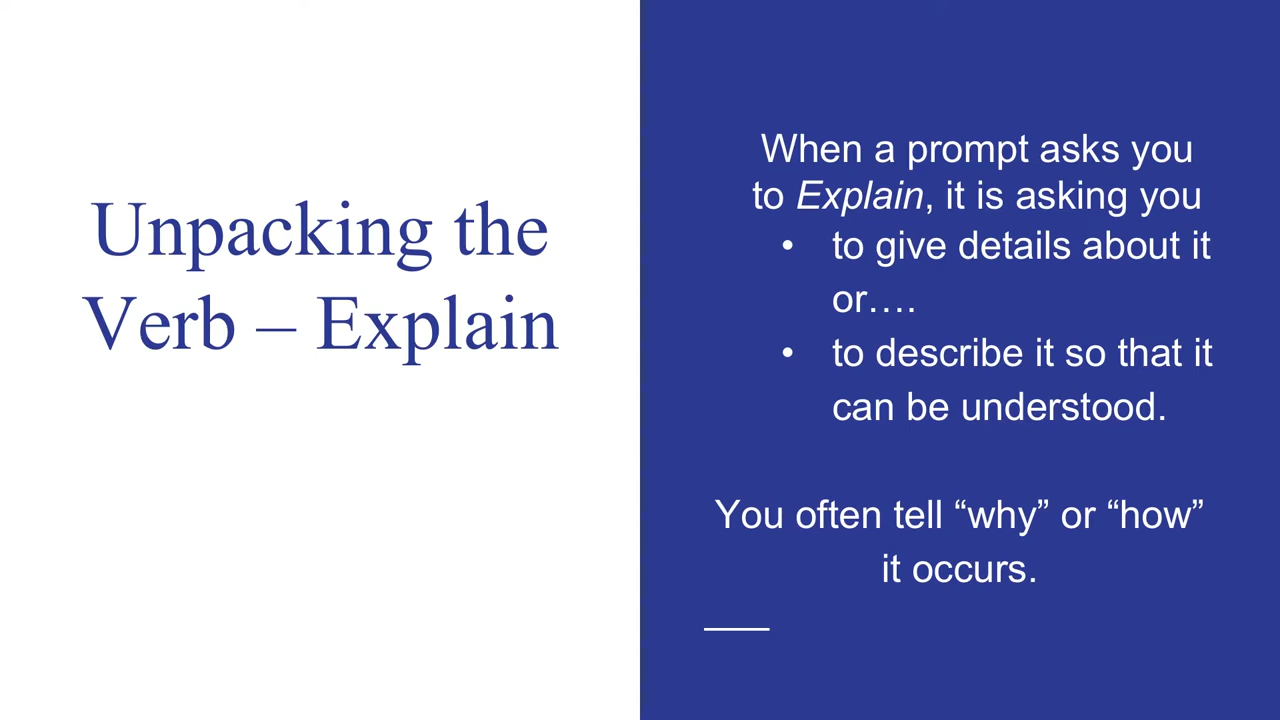 Unpacking the
Verb – Explain
When a prompt asks you
to Explain, it is asking you
• to give details about it
or….
• to describe it so that it
can be understood.
You often tell “why” or “how”
it occurs.